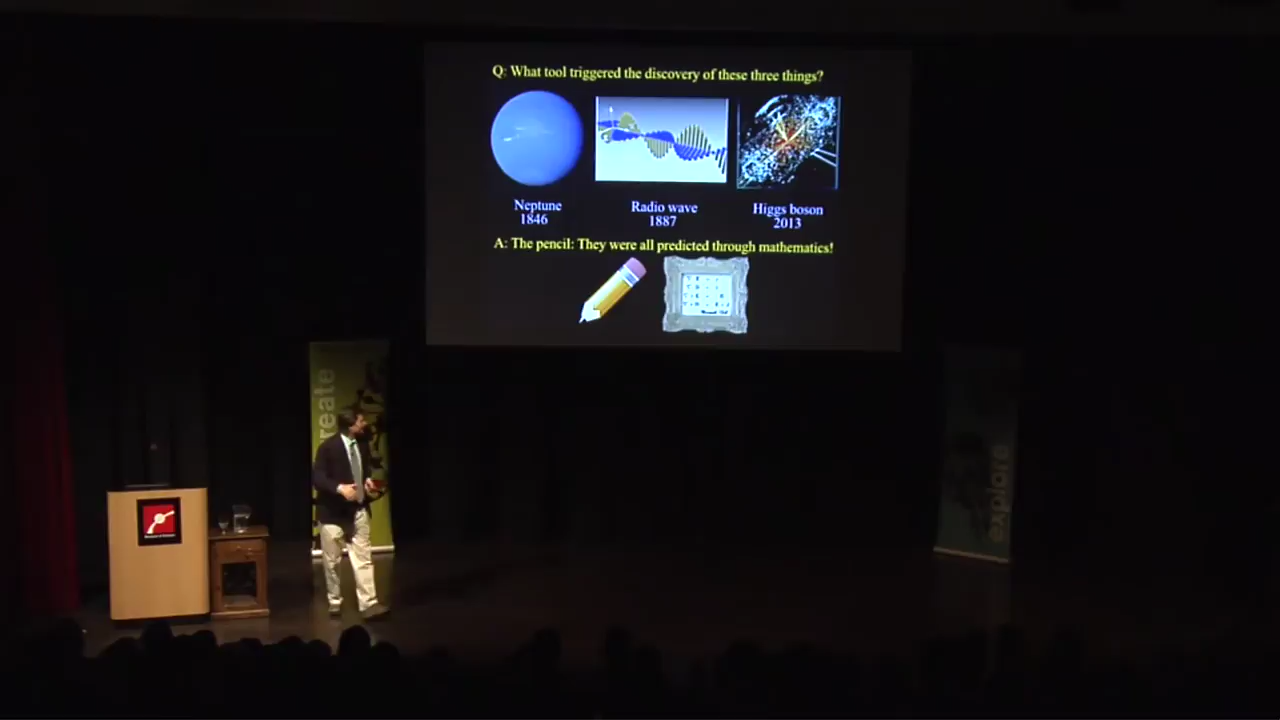 Q: What tool triggered the discovery of these three things?
Neptune
1846
Radio wave
1887
Higgs boson
2013
A: The pencil: They were all predicted through mathematics!
reate
explore